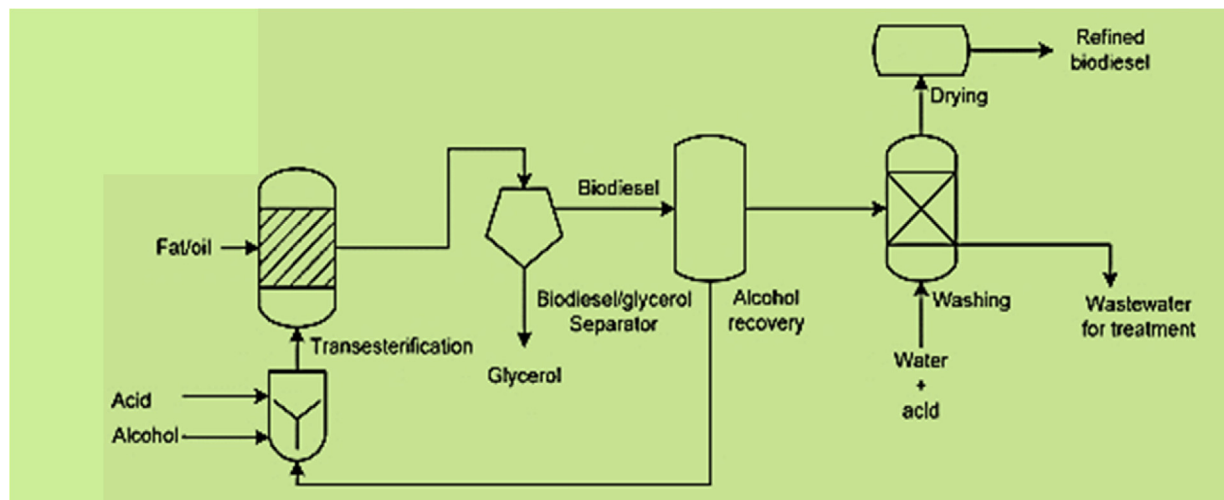 Refined
biodiesel
Drying
Biodiesel
Fat/oil
Biodiesel/glycerol
Separator
Alcohol
recovery
Washing
Wastewater
for treatment
Transesterification
Glycerol
Water
+
acid
Acid
Alcohol